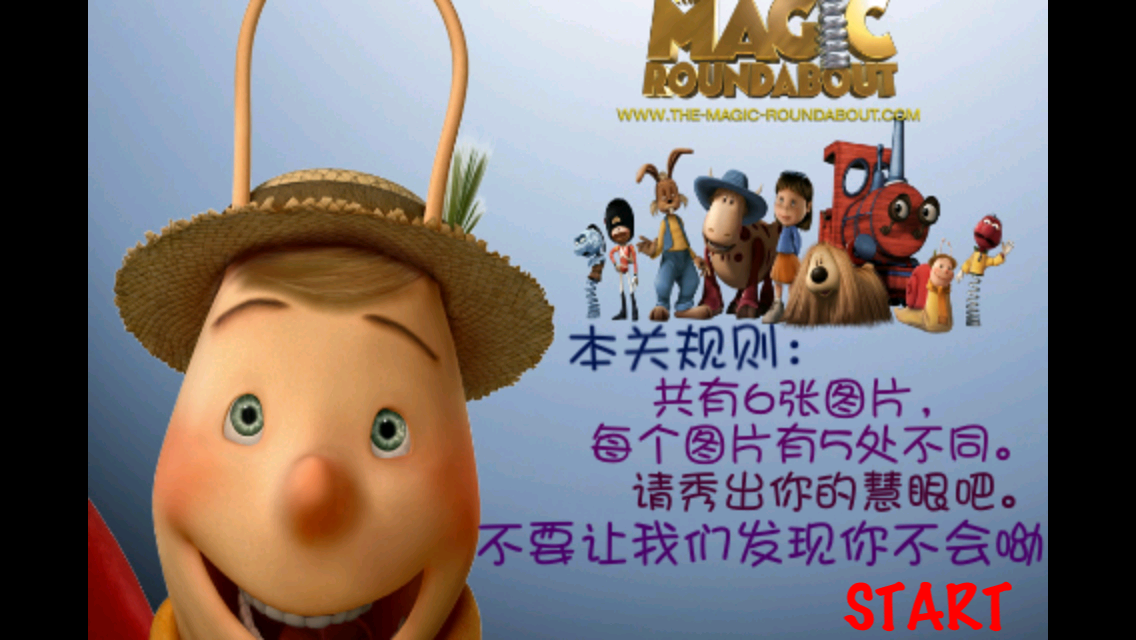 MAGIC
ROUNDABOUT
WWW.THE-MAGIC-ROUNDABOUT.COM
本关规则：
共有6张图片，
每个图片有5处不同。
请秀出你的慧眼吧。
不要让我们发现你不会呦
START